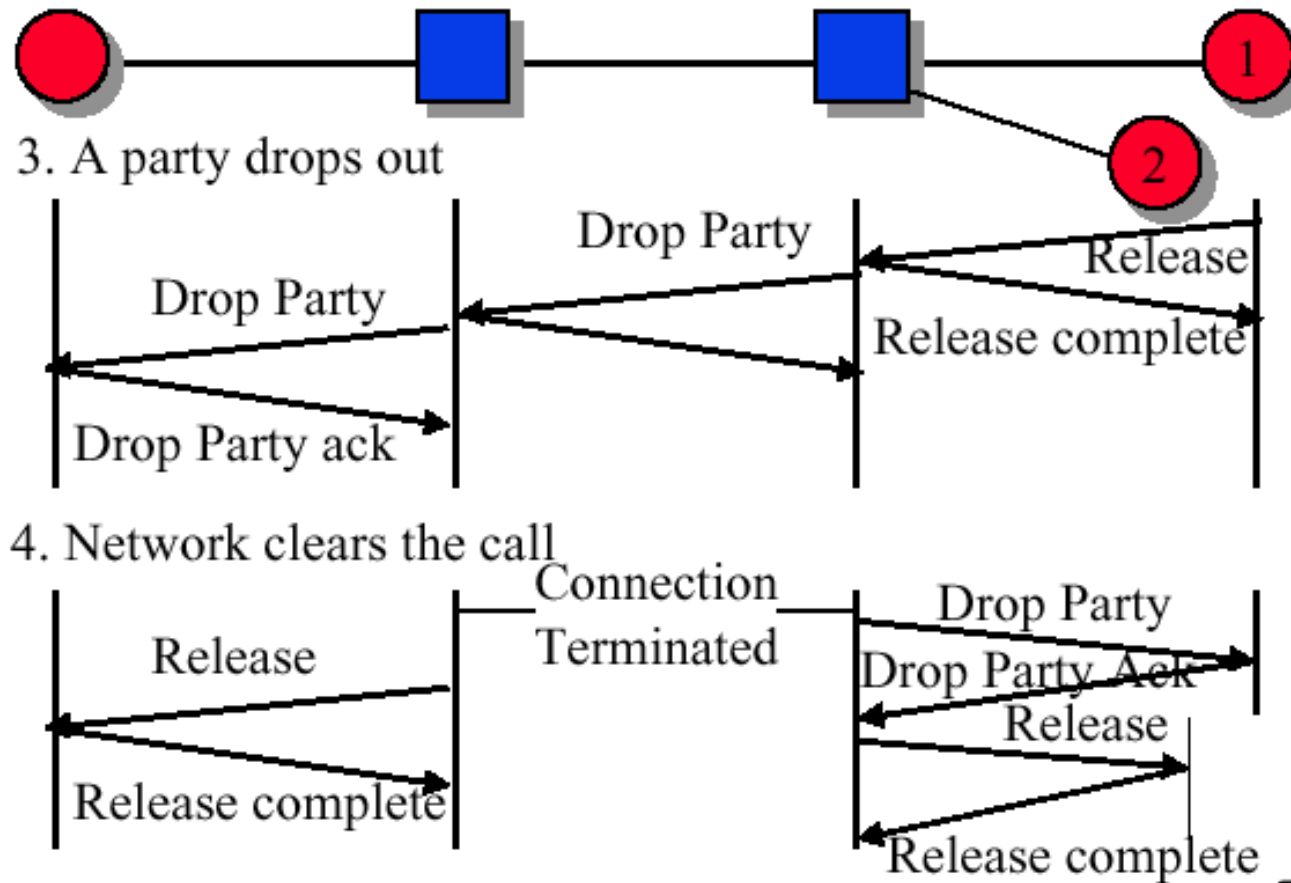 1
2
3. A party drops out
Drop Party
Release
Drop Party
Release complete
Drop Party ack
4. Network clears the call
Connection
Terminated
Drop Party
Release
Drop Party Ack
Release
Release complete
Release complete